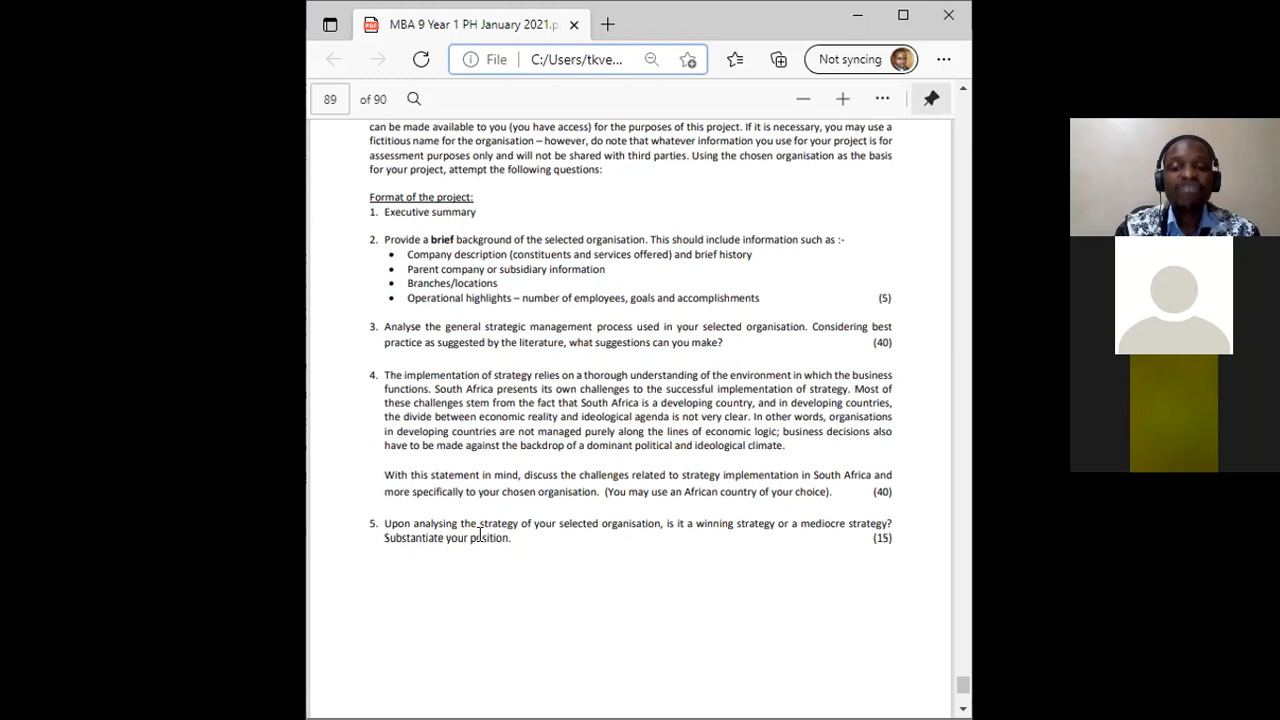 MBA 9 Year 1 PH January 2021.p
File
C:/Users/tkve...
Not syncing
89 of 90
can be made available to you (you have access) for the purposes of this project. If it is necessary, you may use a
fictitious name for the organisation – however, do note that whatever information you use for your project is for
assessment purposes only and will not be shared with third parties. Using the chosen organisation as the basis
for your project, attempt the following questions:
Format of the project:
1. Executive summary
2. Provide a brief background of the selected organisation. This should include information such as :-
• Company description (constituents and services offered) and brief history
• Parent company or subsidiary information
• Branches/locations
• Operational highlights – number of employees, goals and accomplishments (5)
3. Analyse the general strategic management process used in your selected organisation. Considering best
practice as suggested by the literature, what suggestions can you make? (40)
4. The implementation of strategy relies on a thorough understanding of the environment in which the business
functions. South Africa presents its own challenges to the successful implementation of strategy. Most of
these challenges stem from the fact that South Africa is a developing country, and in developing countries,
the divide between economic reality and ideological agenda is not very clear. In other words, organisations
in developing countries are not managed purely along the lines of economic logic; business decisions also
have to be made against the backdrop of a dominant political and ideological climate.
With this statement in mind, discuss the challenges related to strategy implementation in South Africa and
more specifically to your chosen organisation. (You may use an African country of your choice). (40)
5. Upon analysing the strategy of your selected organisation, is it a winning strategy or a mediocre strategy?
Substantiate your position. (15)